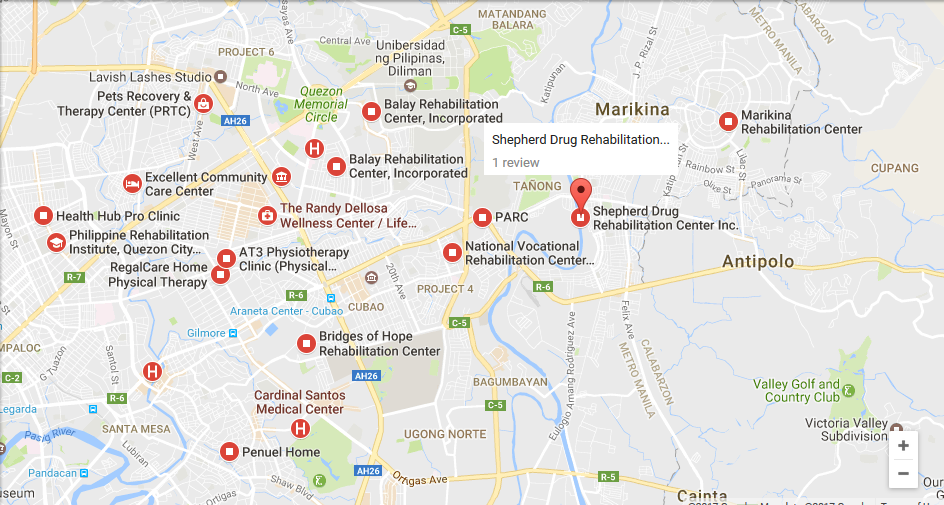 MATANDANG
BALARA
C-5
Central Ave
PROJECT 6
Unibersidad
ng Pilipinas,
Diliman
J. P. Rizal St
METRO MANILA
Lavish Lashes Studio
North Ave
Katipunan
Pets Recovery &
Therapy Center (PRTC)
Quezon
Memorial
Circle
Balay Rehabilitation
Center, Incorporated
Marikina
AH26
West Ave
Marikina
Rehabilitation Center
Shepherd Drug Rehabilitation...
1 review
H
Balay Rehabilitation
Center, Incorporated
Katipunan
Lilac St
Rainbow St
CUPANG
Excellent Community
Care Center
TAÑONG
Olive St
Panorama St
Mayon St
Health Hub Pro Clinic
The Randy Dellosa
Wellness Center / Life...
PARC
Shepherd Drug
Rehabilitation Center Inc.
Philippine Rehabilitation
Institute, Quezon City...
AT3 Physiotherapy
Clinic (Physical...
National Vocational
Rehabilitation Center...
Antipolo
RegalCare Home
Physical Therapy
R-7
20th Ave
PROJECT 4
R-6
R-6
Araneta Center - Cubao
CUBAO
C-5
Gilmore
Felix Ave
CALABARZON
METRO MANILA
Bridges of Hope
Rehabilitation Center
G Tuazon
Santol St
Eulogio Amang Rodriguez Ave
C-2
H
AH26
BAGUMBAYAN
Valley Golf and
Country Club
R-6
Cardinal Santos
Medical Center
C-5
Legarda
Victoria Valley
Subdivision
SANTA MESA
H
UGONG NORTE
Pasig River
Lubiran
Penuel Home
+
Pandacan
AH26
Shaw Blvd
Ortigas Ave
R-5
−
Cainta